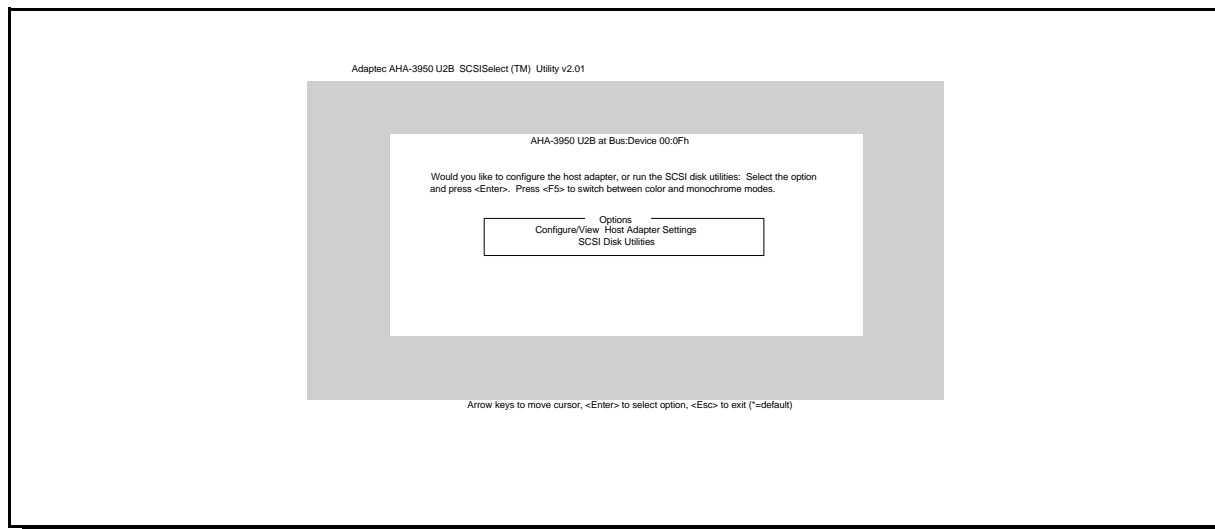 Adaptec AHA-3950 U2B SCSISelect (TM) Utility v2.01
AHA-3950 U2B at Bus:Device 00:0Fh
Would you like to configure the host adapter, or run the SCSI disk utilities: Select the option
and press <Enter>. Press <F5> to switch between color and monochrome modes.
Options
Configure/View Host Adapter Settings
SCSI Disk Utilities
Arrow keys to move cursor, <Enter> to select option, <Esc> to exit (*=default)